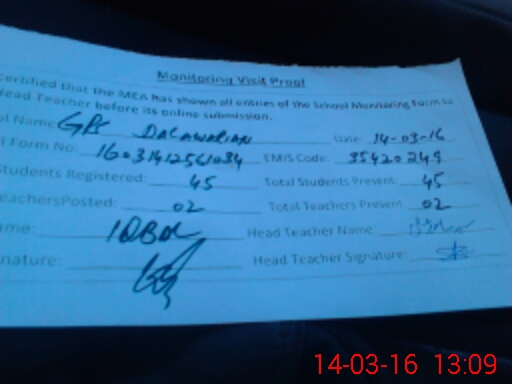 Monitoring Visit Proof
certified that the MEA has shown all entries of the School Monitoring Form to
Head Teacher before its online submission.
ol Name: GPS DALAWARIAN Date: 14-03-16
l Form No: 16031412561034 EMIS Code: 35420249
tudents Registered: 45 Total Students Present: 45
eachersPosted: 02 Total Teachers Present: 02
ame: IQBAL Head Teacher Name:
nature: Head Teacher Signature:
14-03-16 13:09